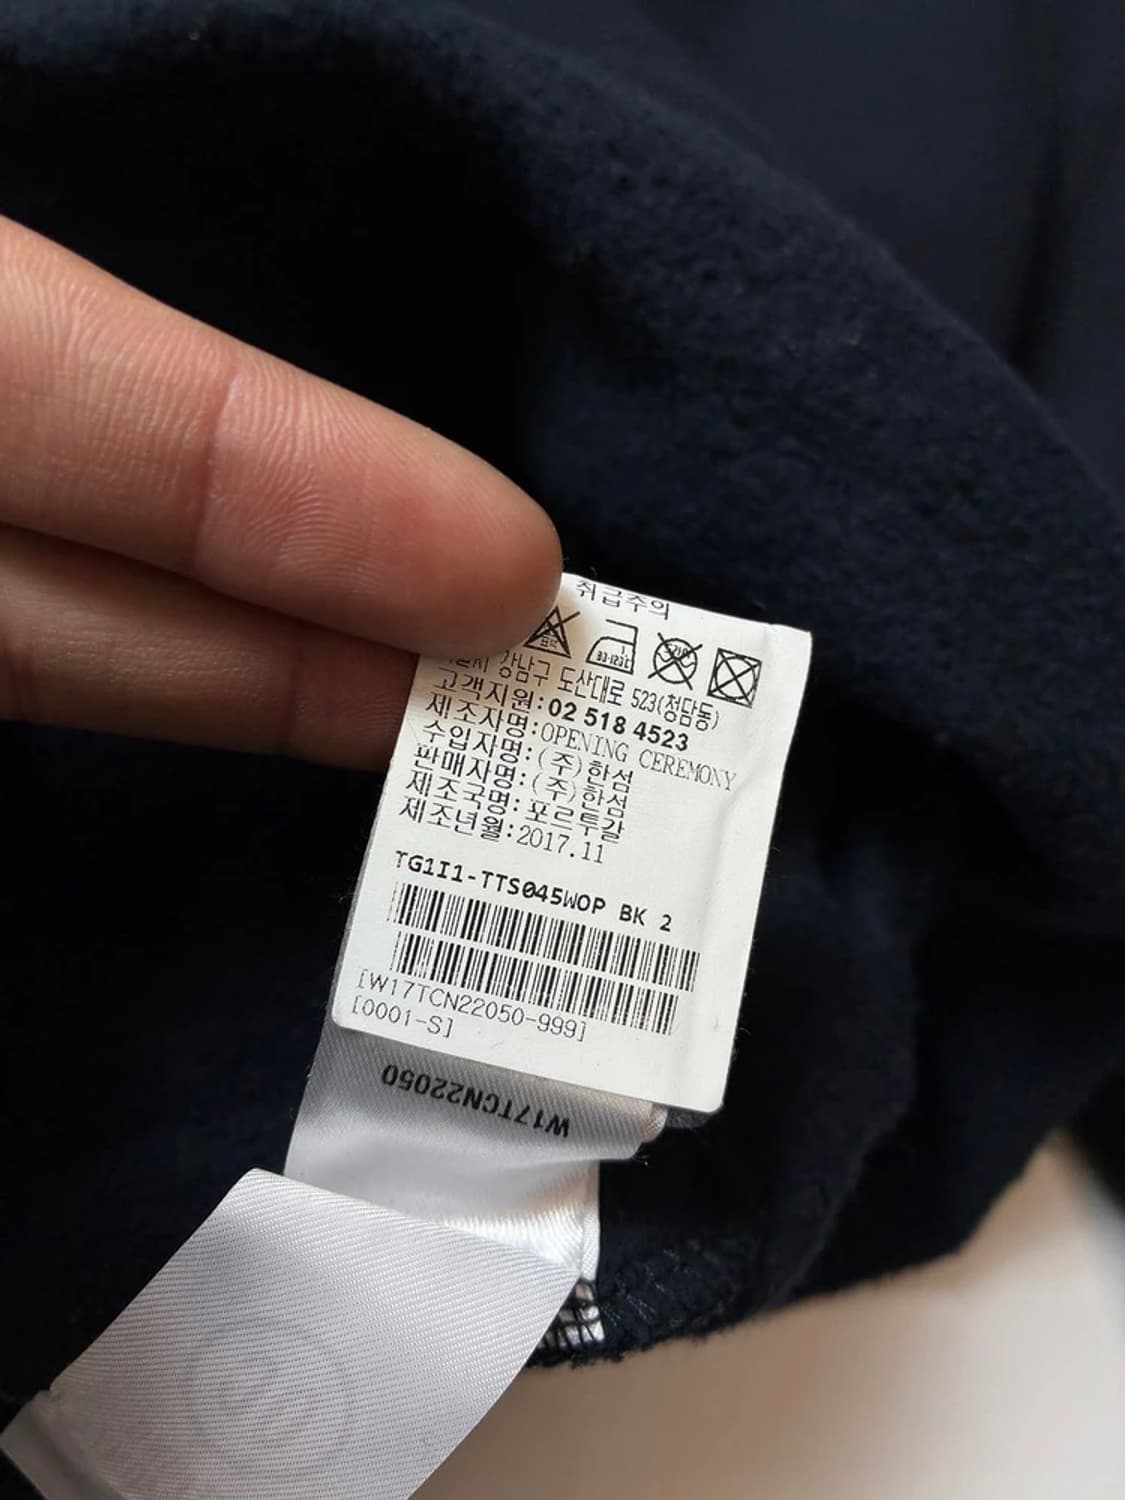 취급주의
강남구 도산대로 523(청담동)
고객지원:02 518 4523
제조자명:OPENING CEREMONY
수입자명:(주)한섬
판매자명:(주)한섬
제조국명:포르투갈
제조년월:2017.11
TG1I1-TTS045WOP BK 2
[W17TCN22050-999]
[0001-S]
W17TCN22050